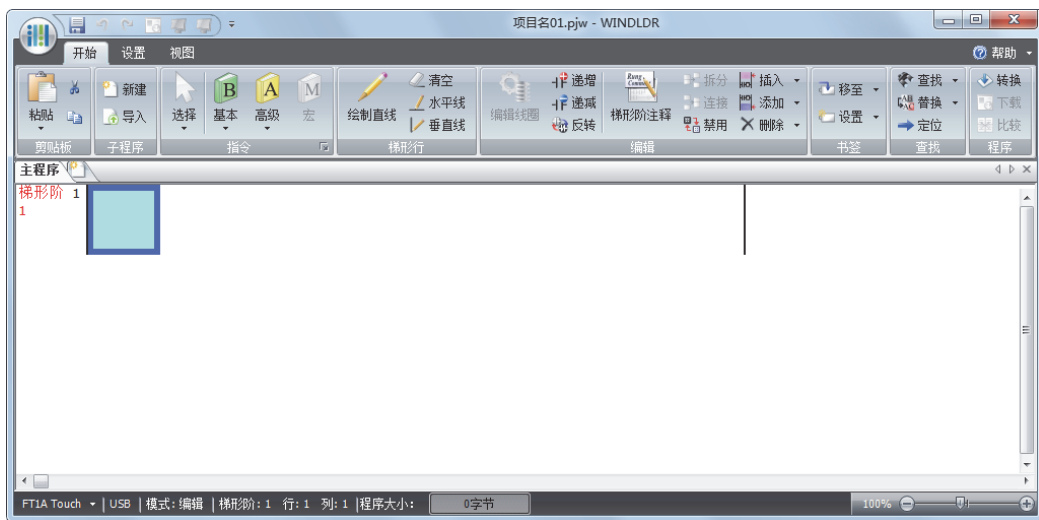 项目名01.pjw - WINDLDR
开始 设置 视图 帮助
清空 递增 拆分 插入 查找 转换
新建 移至
粘贴 导入 选择 基本 高级 宏 绘制直线 水平线 编辑线圈 递减 梯形阶注释 连接 添加 替换 下载
设置
垂直线 反转 禁用 删除 定位 比较
剪贴板 子程序 指令 梯形行 编辑 书签 查找 程序
主程序
梯形阶 1
1
FT1A Touch | USB | 模式: 编辑 | 梯形阶: 1 行: 1 列: 1 | 程序大小: 0字节 100%